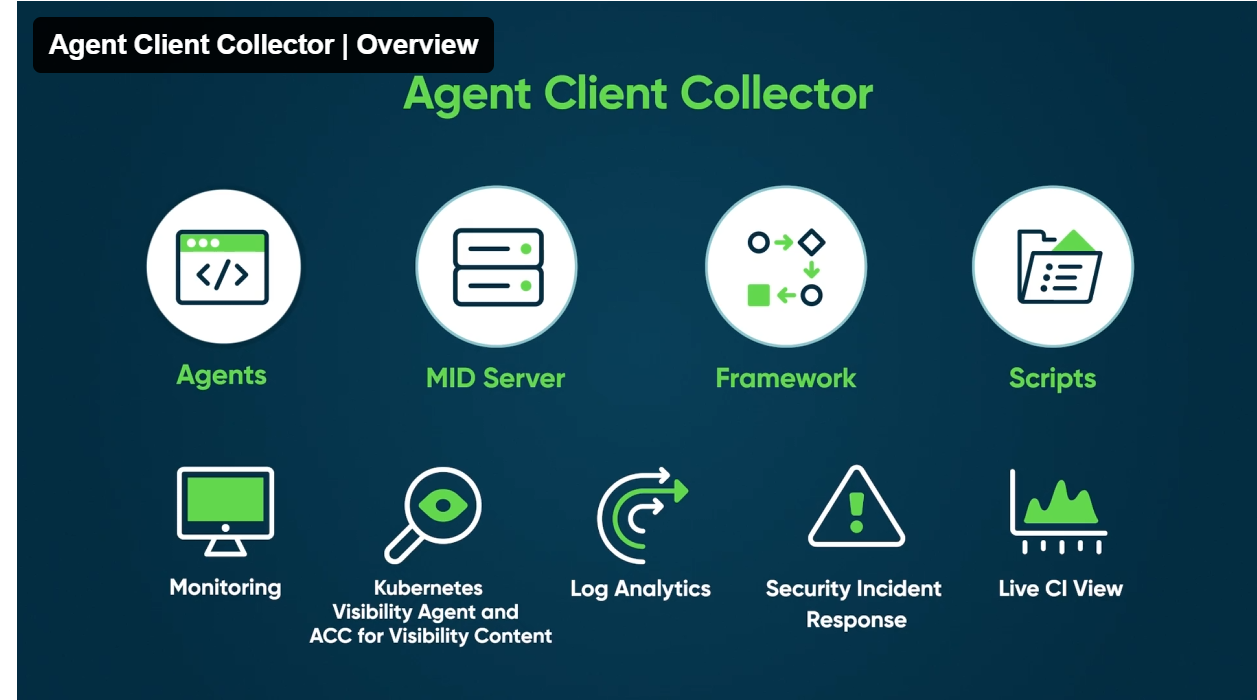 Agent Client Collector | Overview
Agent Client Collector
Agents
MID Server
Framework
Scripts
Monitoring
Kubernetes
Visibility Agent and
ACC for Visibility Content
Log Analytics
Security Incident
Response
Live CI View